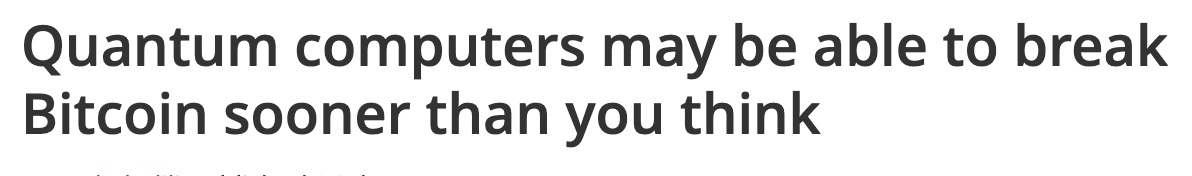 Quantum computers may be able to break
Bitcoin sooner than you think